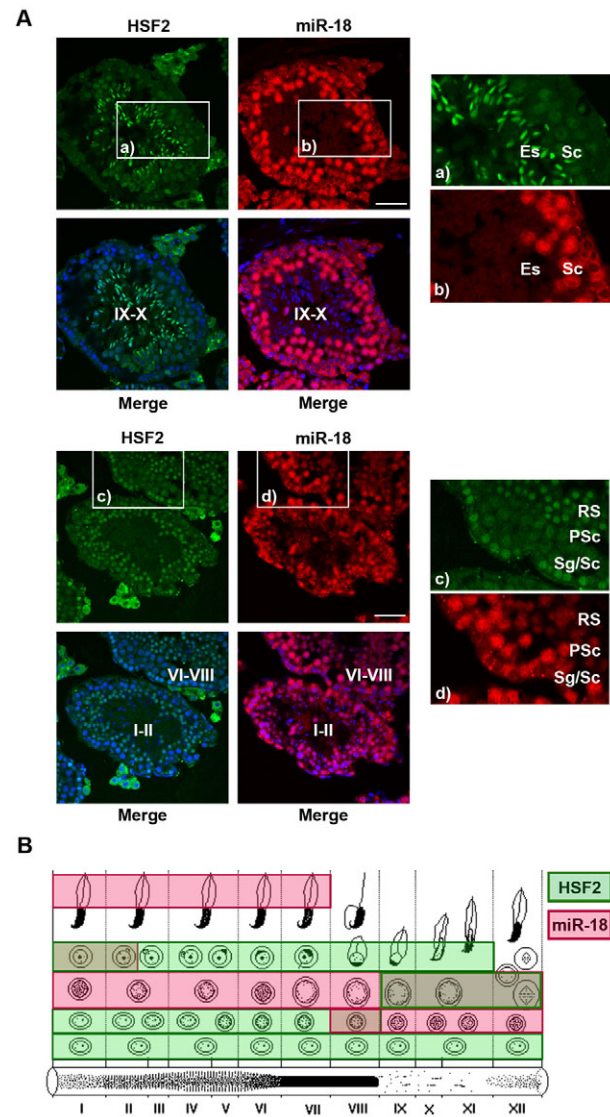 A
HSF2 miR-18
a) b)
Es Sc
a)
Es Sc
b)
IX-X IX-X
Merge Merge
HSF2 miR-18
c) d)
RS
PSc
Sg/Sc
c)
RS
PSc
Sg/Sc
d)
VI-VIII VI-VIII
I-II I-II
Merge Merge
B
HSF2
miR-18
I II III IV V VI VII VIII IX X XI XII